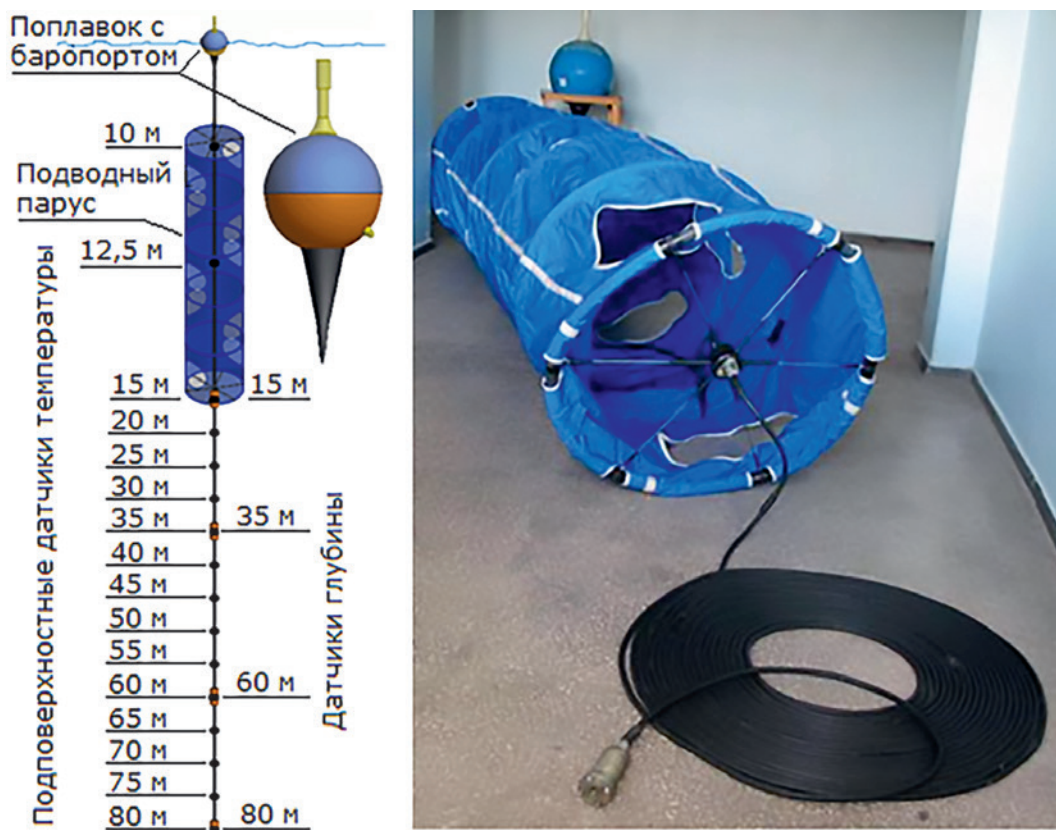 Поплавок с
баропортом
10 м
Подводный
парус
12,5 м
15 м 15 м
20 м
25 м
30 м
35 м 35 м
40 м
45 м
50 м
55 м
60 м 60 м
65 м
70 м
75 м
80 м 80 м
Подповерхностные датчики температуры
Датчики глубины